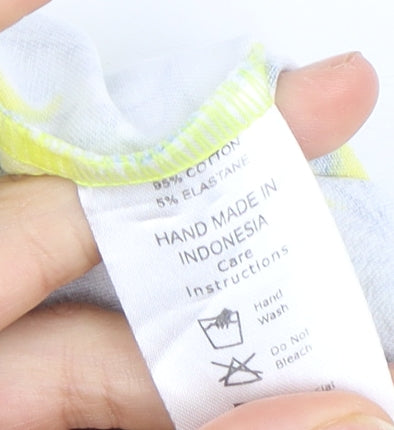 95% COTTON
5% ELASTANE
HAND MADE IN
INDONESIA
Care
Instructions
Hand
Wash
Do Not
Bleach